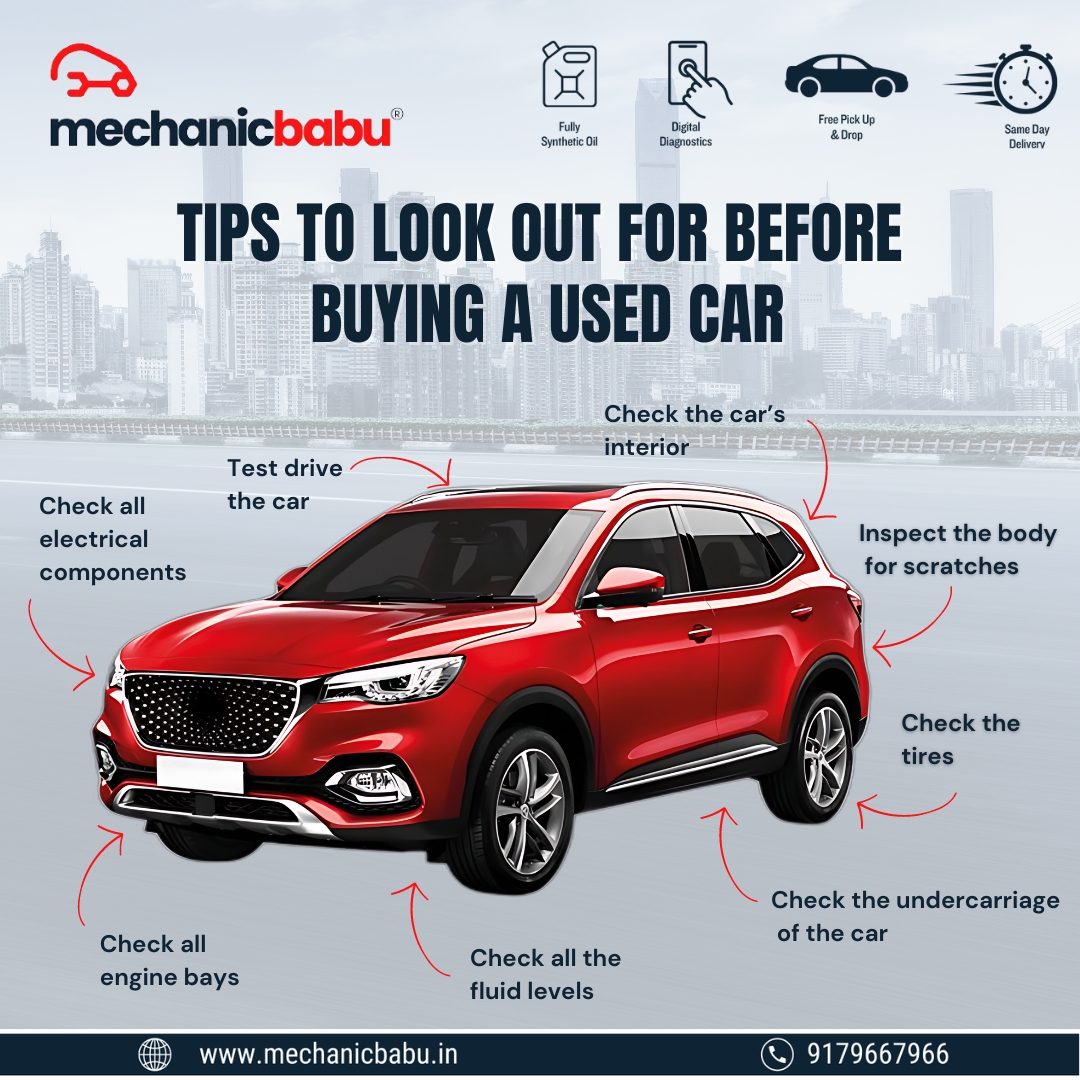 mechanicbabu®
Fully
Synthetic Oil
Digital
Diagnostics
Free Pick Up
& Drop
Same Day
Delivery
TIPS TO LOOK OUT FOR BEFORE
BUYING A USED CAR
Check the car's
interior
Test drive
the car
Check all
electrical
components
Inspect the body
for scratches
Check the
tires
Check the undercarriage
of the car
Check all
engine bays
Check all the
fluid levels
www.mechanicbabu.in
9179667966